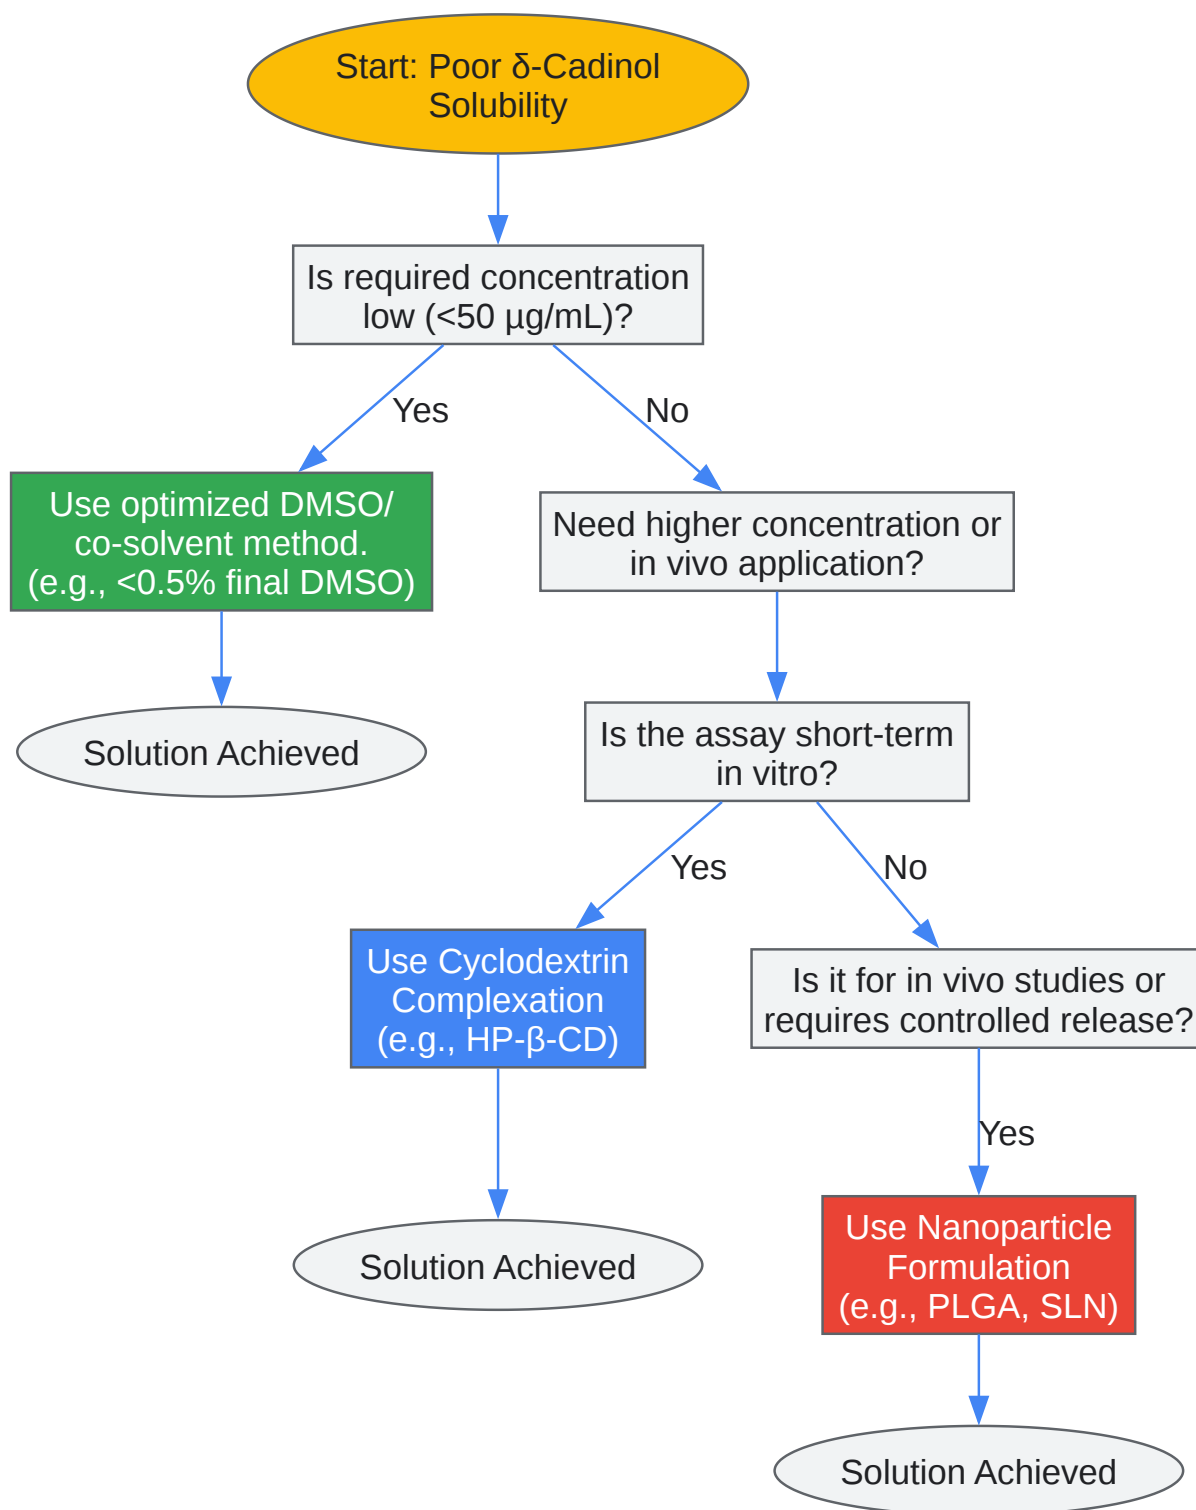 Start: Poor δ-Cadinol
Solubility
Is required concentration
low (<50 µg/mL)?
Yes
No
Use optimized DMSO/
co-solvent method.
(e.g., <0.5% final DMSO)
Need higher concentration or
in vivo application?
Solution Achieved
Is the assay short-term
in vitro?
Yes
No
Use Cyclodextrin
Complexation
(e.g., HP-β-CD)
Is it for in vivo studies or
requires controlled release?
Yes
Solution Achieved
Use Nanoparticle
Formulation
(e.g., PLGA, SLN)
Solution Achieved